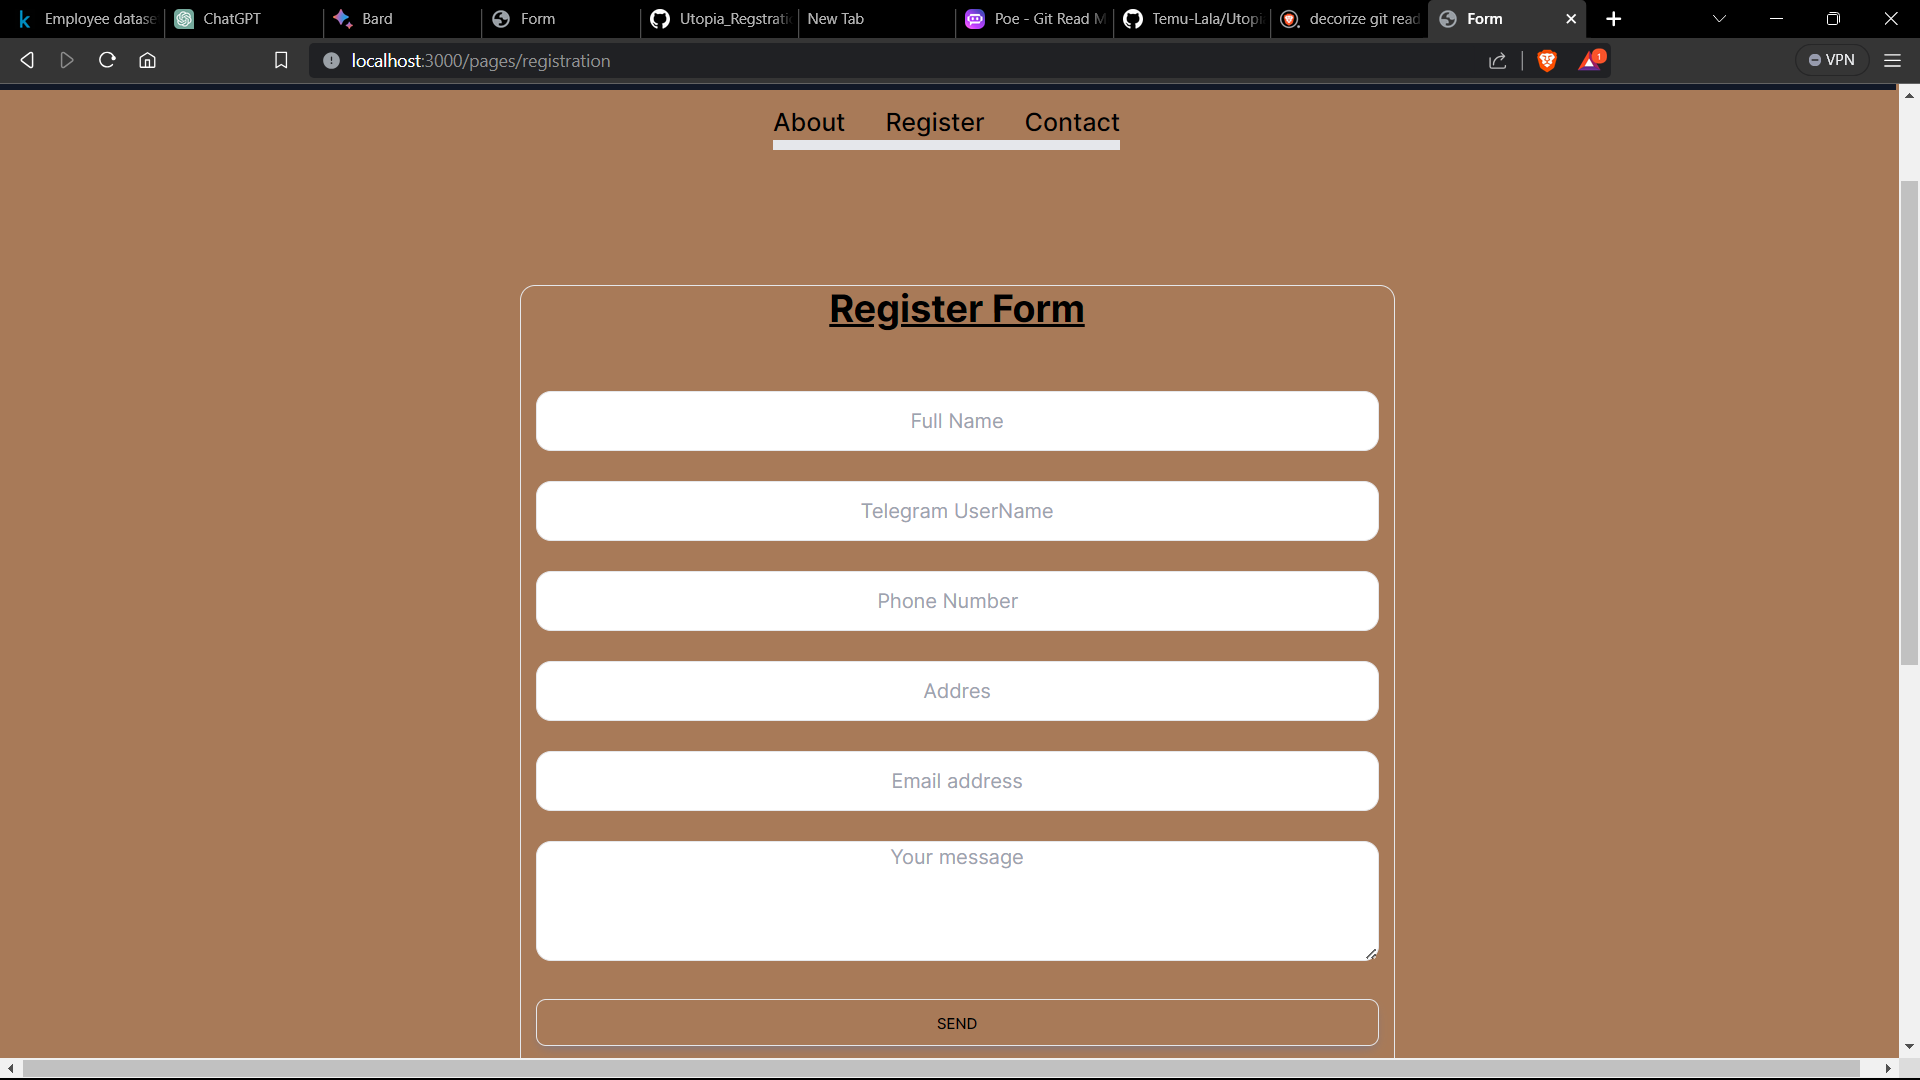 Employee datase
ChatGPT
Bard
Form
Utopia_Regstrati
New Tab
Poe - Git Read M
Temu-Lala/Utopi
decorize git read
Form
localhost:3000/pages/registration
1
VPN
About Register Contact
Register Form
Full Name
Telegram UserName
Phone Number
Addres
Email address
Your message
SEND